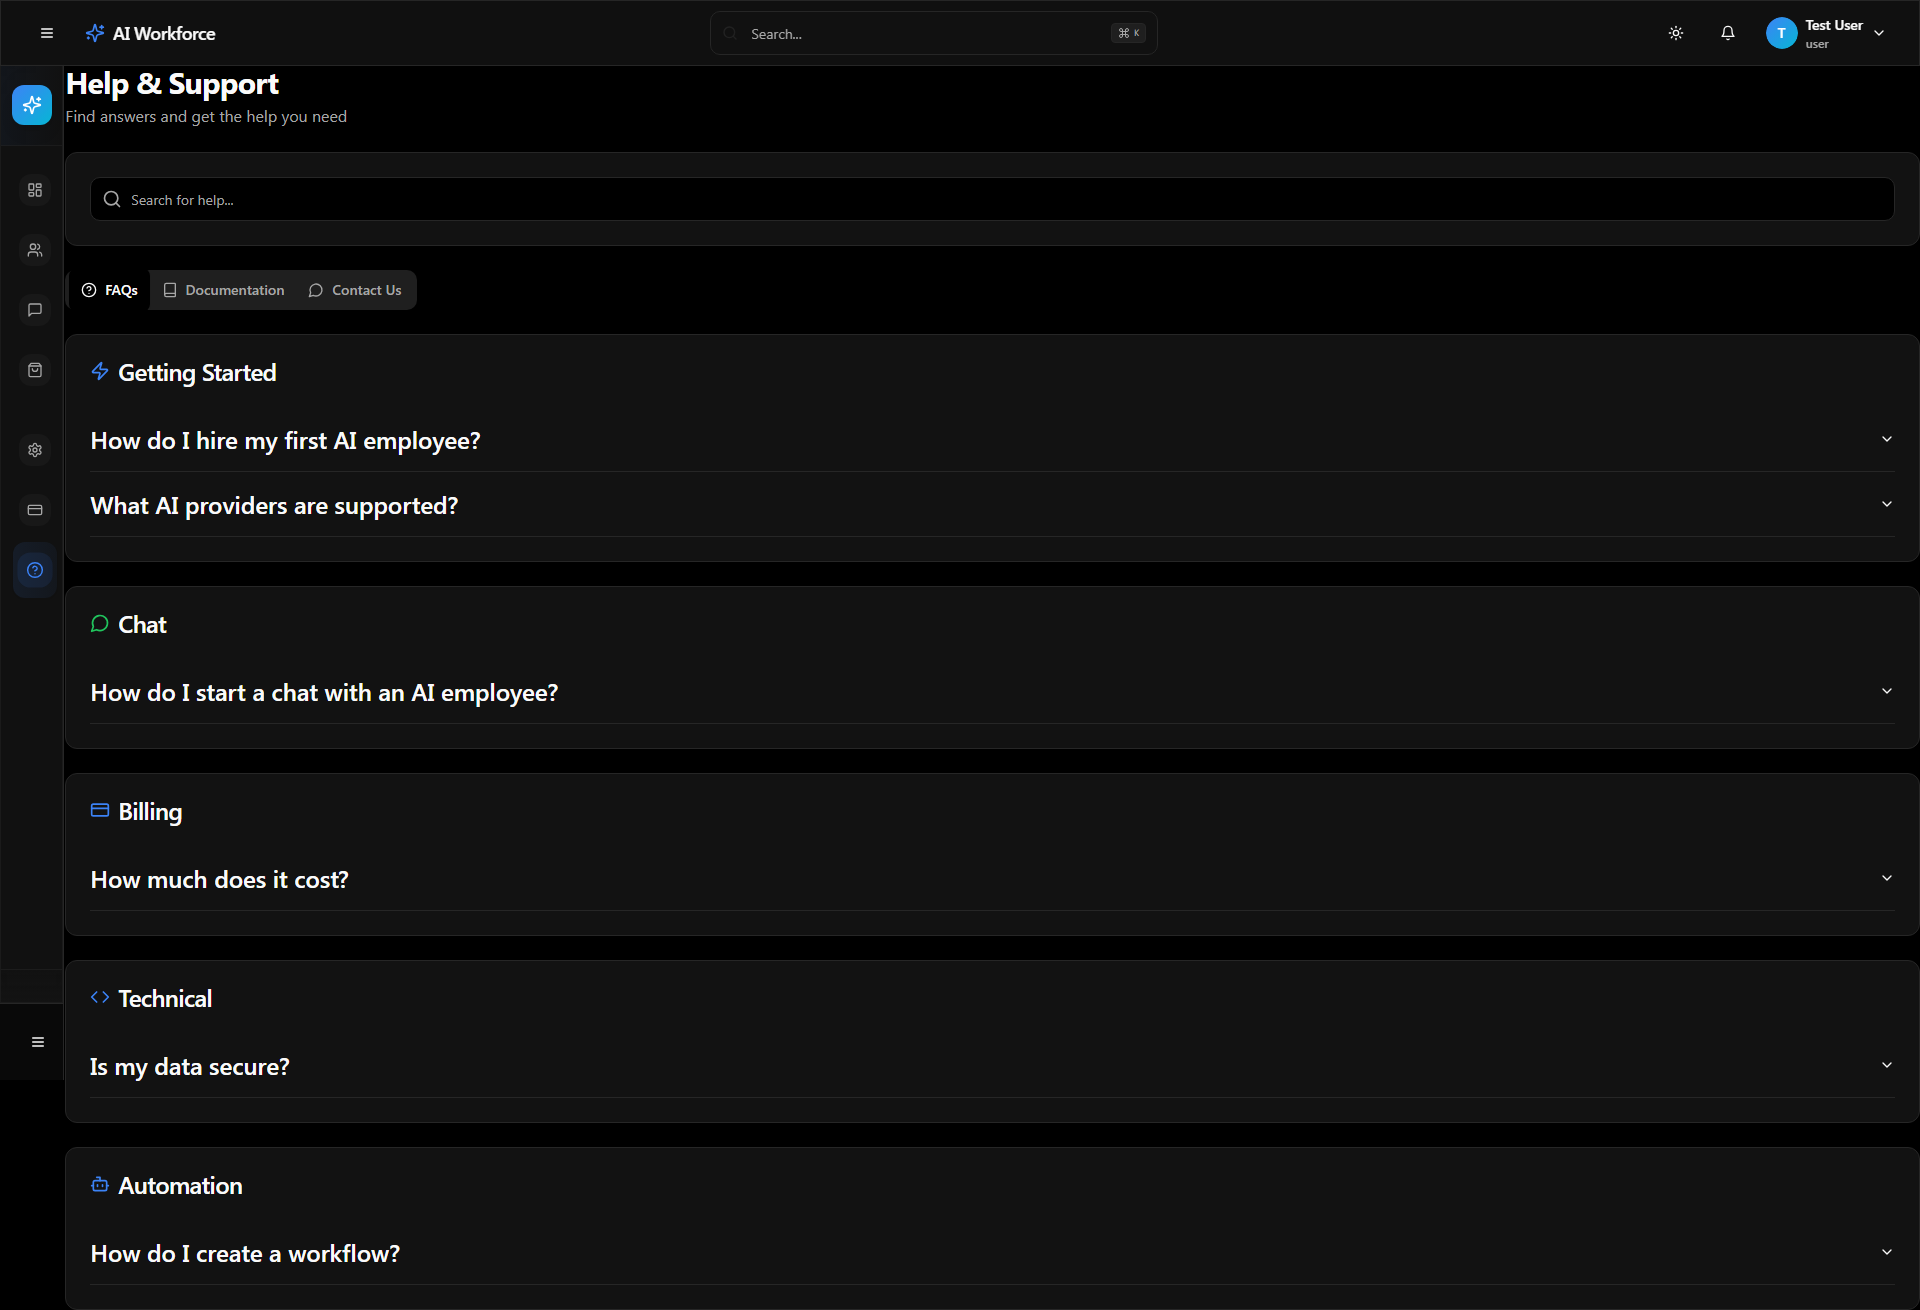 AI Workforce
Search...
⌘ K
T
Test User
user
Help & Support
Find answers and get the help you need
Search for help...
FAQs
Documentation
Contact Us
Getting Started
How do I hire my first AI employee?
What AI providers are supported?
Chat
How do I start a chat with an AI employee?
Billing
How much does it cost?
Technical
Is my data secure?
Automation
How do I create a workflow?